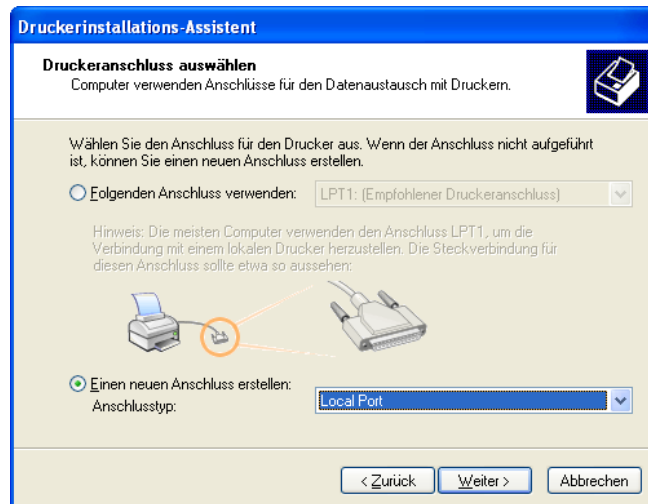 Druckerinstallations-Assistent
Druckeranschluss auswählen
Computer verwenden Anschlüsse für den Datenaustausch mit Druckern.
Wählen Sie den Anschluss für den Drucker aus. Wenn der Anschluss nicht aufgeführt
ist, können Sie einen neuen Anschluss erstellen.
Folgenden Anschluss verwenden: LPT1: (Empfohlener Druckeranschluss)
Hinweis: Die meisten Computer verwenden den Anschluss LPT1, um die
Verbindung mit einem lokalen Drucker herzustellen. Die Steckverbindung für
diesen Anschluss sollte etwa so aussehen:
Einen neuen Anschluss erstellen:
Anschlusstyp: Local Port
< Zurück Weiter > Abbrechen